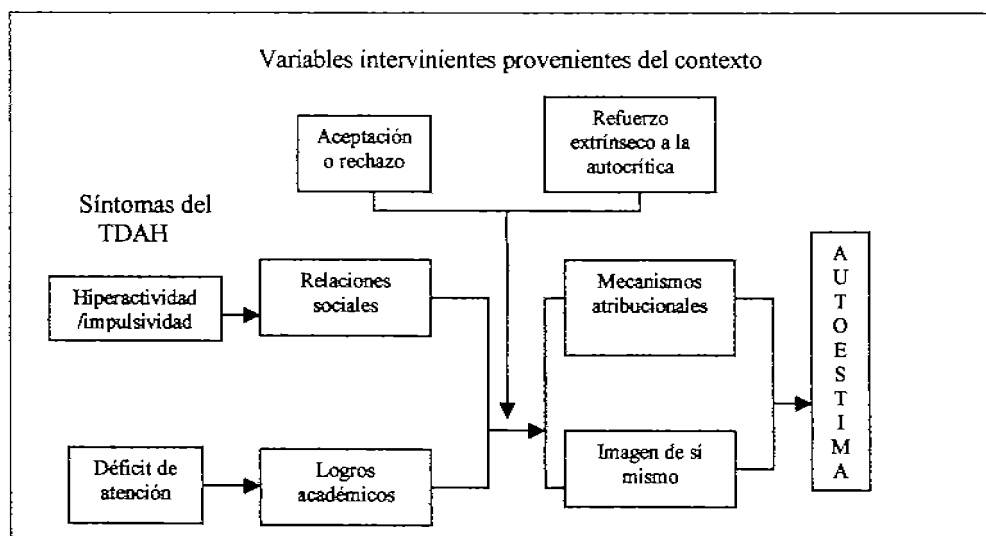 Variables intervinientes provenientes del contexto
Aceptación
o rechazo
Refuerzo
extrínseco a la
autocrítica
Síntomas del
TDAH
Hiperactividad
/impulsividad
Relaciones
sociales
Mecanismos
atribucionales
Déficit de
atención
Logros
académicos
Imagen de sí
mismo
A
U
T
O
E
S
T
I
M
A